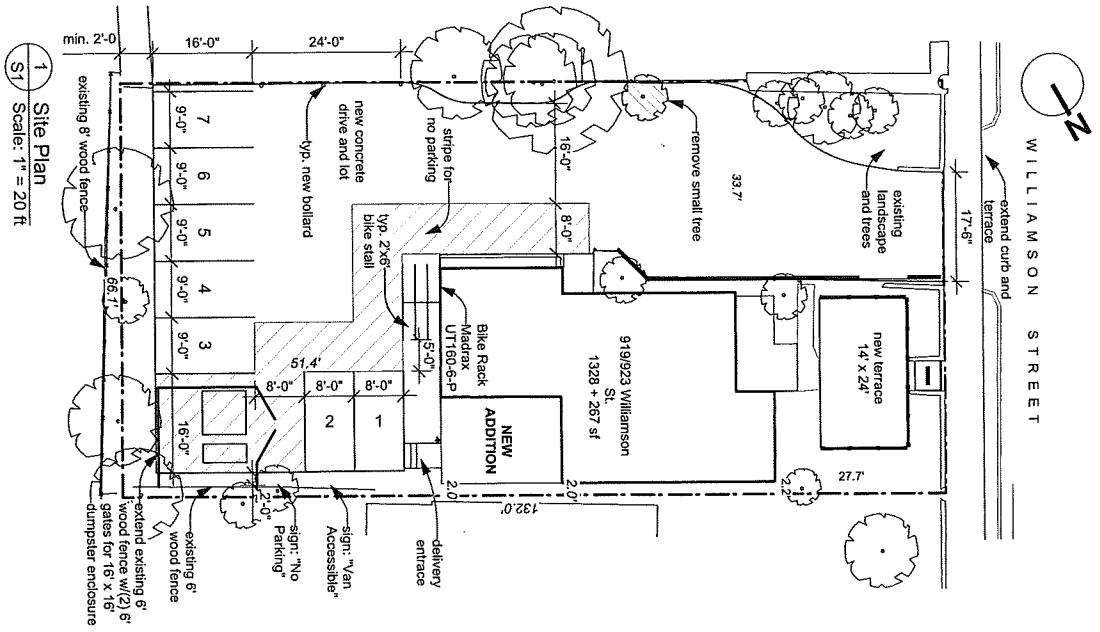 N
WILLIAMSON STREET
extend curb and
terrace
17'-6"
existing
landscape
and trees
33.7'
remove small tree
new terrace
14' x 24'
27.7'
2.2'
16'-0"
8'-0"
919/923 Williamson
St.
1328 + 267 sf
2.0'
132.0'
stripe for
no parking
new concrete
drive and lot
typ. new bollard
typ. 2'x6'
bike stall
Bike Rack
Madrax
UT160-6-P
5'-0"
NEW
ADDITION
2.0'
delivery
entrace
24'-0"
16'-0"
min. 2'-0
51.4'
8'-0"
8'-0"
8'-0"
1
2
sign: "Van
Accessible"
sign: "No
Parking"
2'-0"
7
6
5
4
3
9'-0"
9'-0"
9'-0"
9'-0"
9'-0"
16'-0"
existing 6'
wood fence
extend existing 6'
wood fence w/(2) 6'
gates for 16' x 16'
dumpster enclosure
66.1'
existing 8' wood fence
1
S1
Site Plan
Scale: 1" = 20 ft